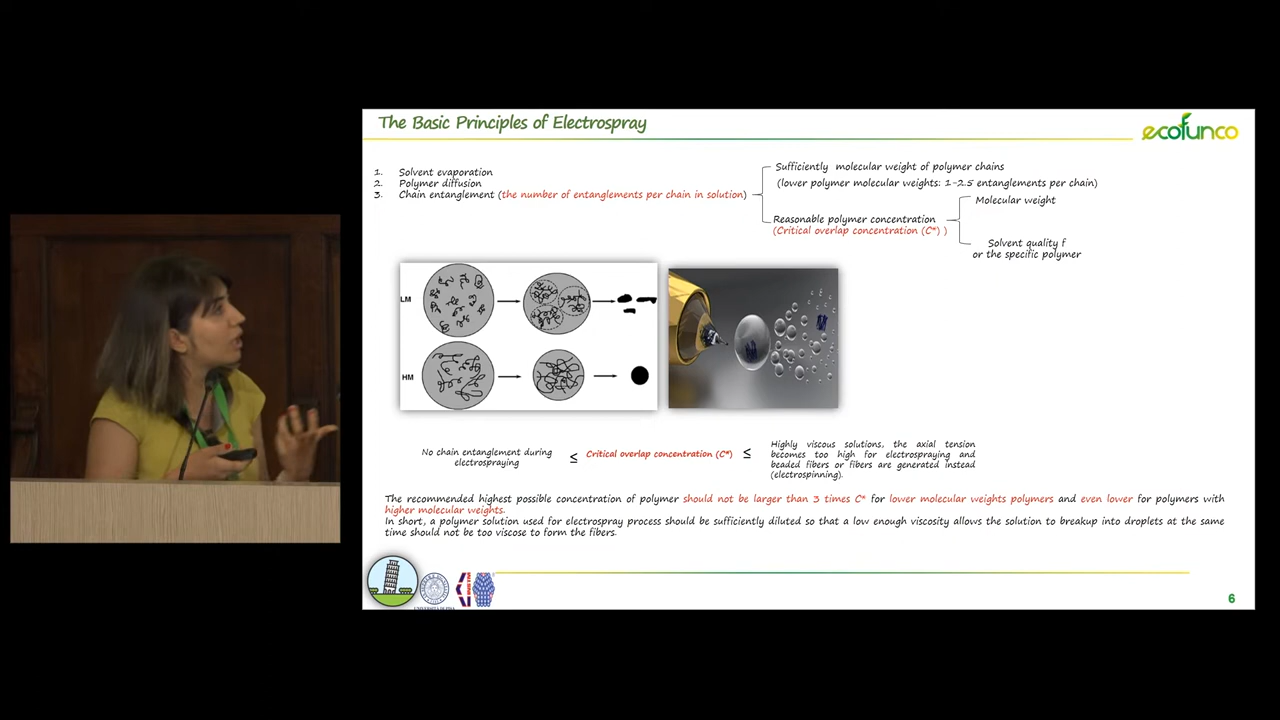 The Basic Principles of Electrospray
ecofunco
1. Solvent evaporation
2. Polymer diffusion
3. Chain entanglement (the number of entanglements per chain in solution)
Sufficiently molecular weight of polymer chains
(lower polymer molecular weights: 1-2.5 entanglements per chain)
Reasonable polymer concentration
(Critical overlap concentration (C*) )
Molecular weight
Solvent quality f
or the specific polymer
LM
HM
No chain entanglement during
electrospraying
≤
Critical overlap concentration (C*)
≤
Highly viscous solutions, the axial tension
becomes too high for electrospraying and
beaded fibers or fibers are generated instead
(electrospinning).
The recommended highest possible concentration of polymer should not be larger than 3 times C* for lower molecular weights polymers and even lower for polymers with
higher molecular weights.
In short, a polymer solution used for electrospray process should be sufficiently diluted so that a low enough viscosity allows the solution to breakup into droplets at the same
time should not be too viscose to form the fibers.
UNIVERSITÀ DI PISA
6